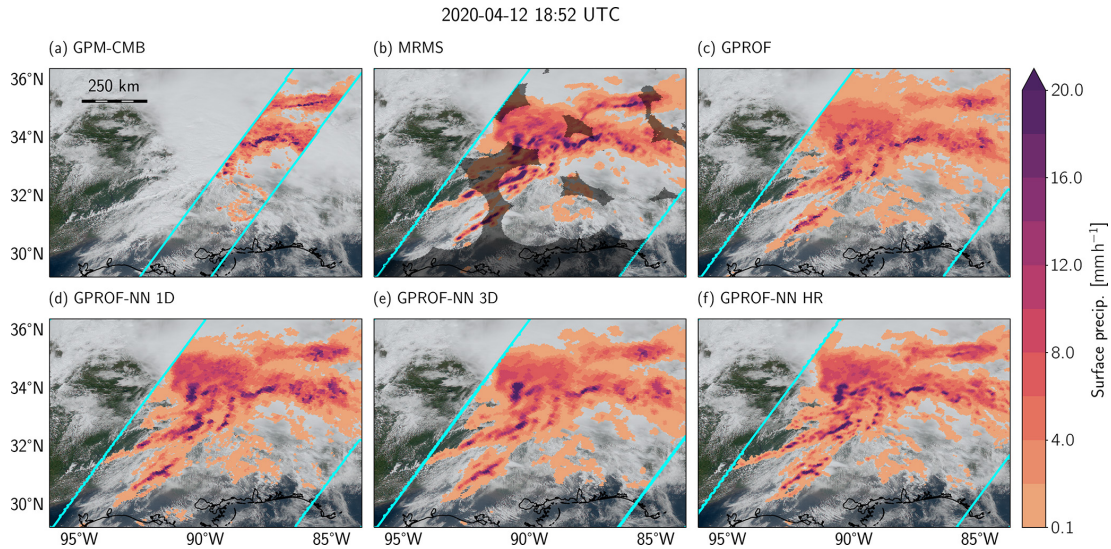 2020-04-12 18:52 UTC
(a) GPM-CMB
(b) MRMS
(c) GPROF
36°N
34°N
32°N
30°N
250 km
(d) GPROF-NN 1D
(e) GPROF-NN 3D
(f) GPROF-NN HR
36°N
34°N
32°N
30°N
95°W
90°W
85°W
95°W
90°W
85°W
95°W
90°W
85°W
20.0
16.0
12.0
8.0
4.0
0.1
Surface precip. [mm h⁻¹]